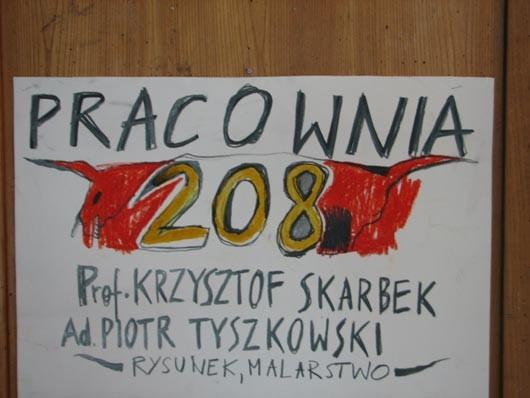 PRACOWNIA
208
Prof. KRZYSZTOF SKARBEK
Ad. PIOTR TYSZKOWSKI
RYSUNEK, MALARSTWO